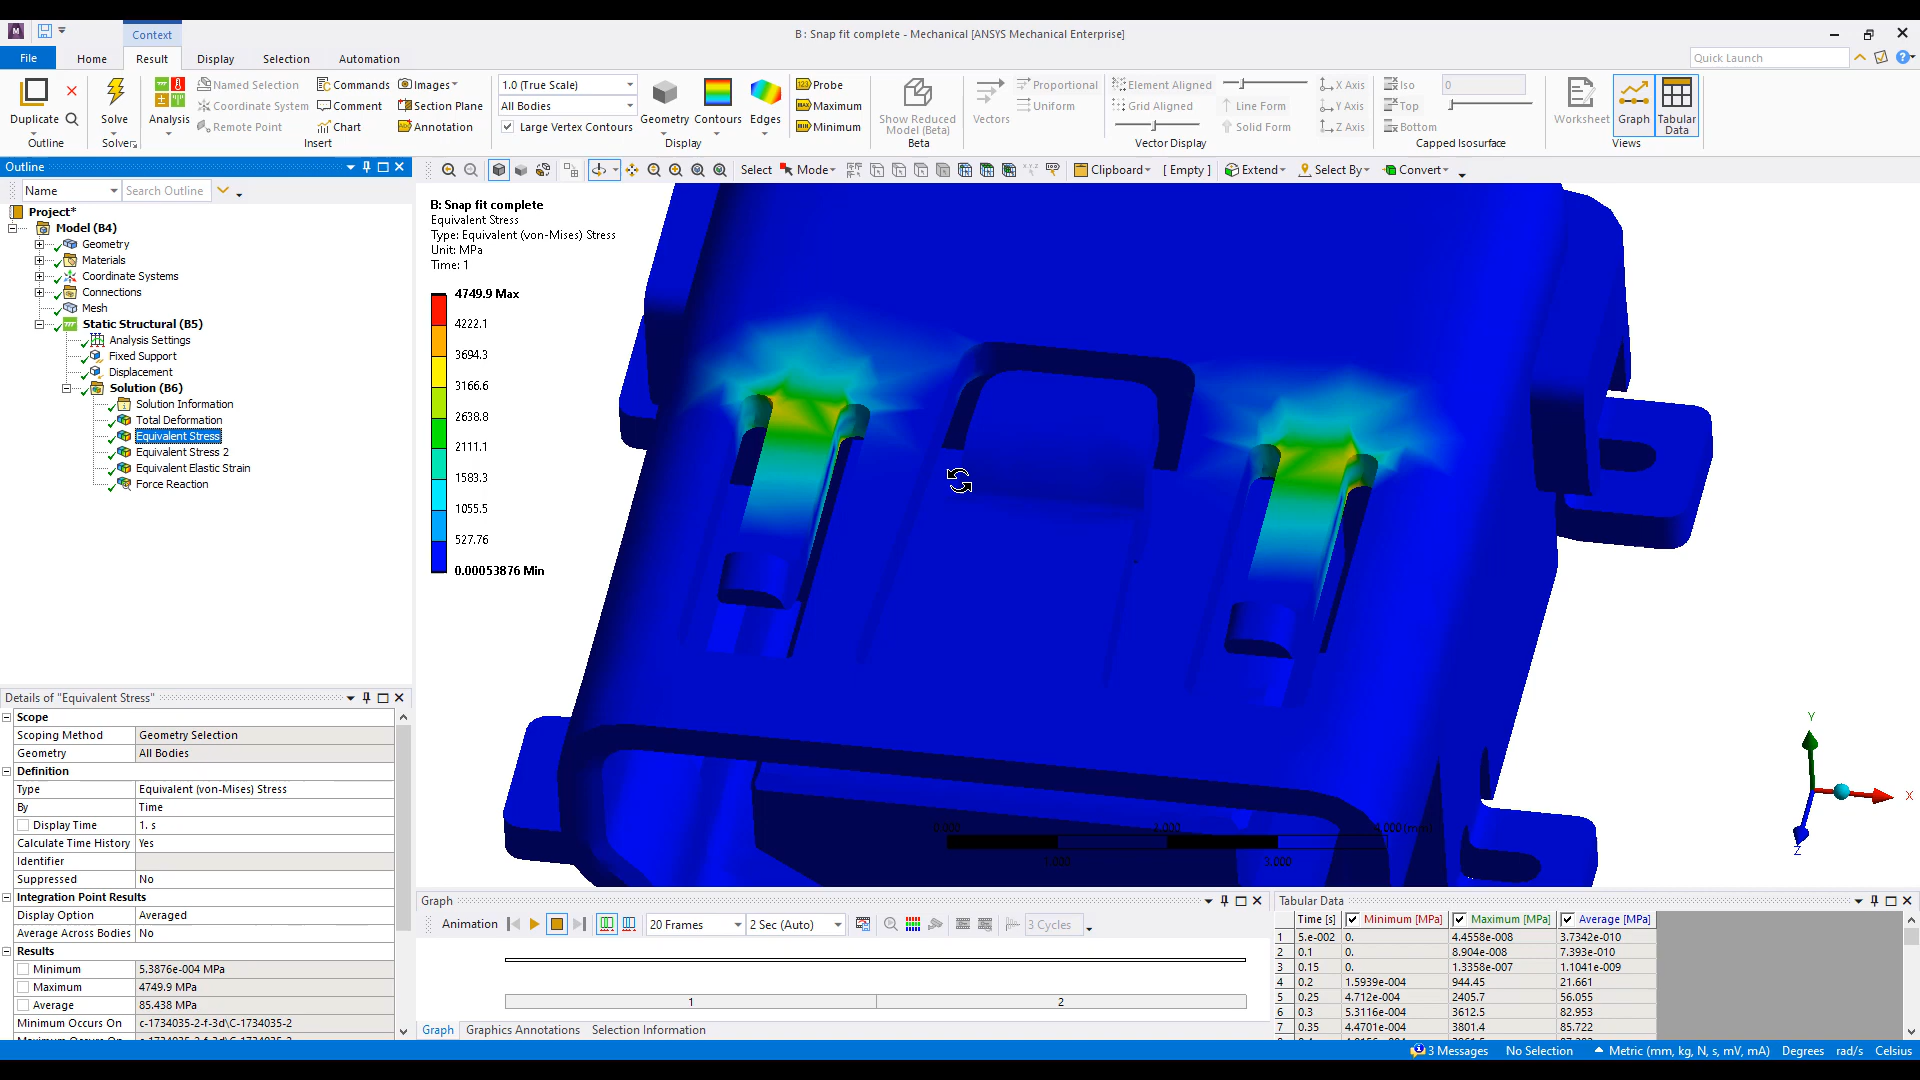 Context
B : Snap fit complete - Mechanical [ANSYS Mechanical Enterprise]
File Home Result Display Selection Automation
Quick Launch
Duplicate
Outline
Solve
Solver
Analysis
Named Selection
Coordinate System
Remote Point
Commands
Comment
Chart
Images
Section Plane
Annotation
Insert
1.0 (True Scale)
All Bodies
Large Vertex Contours
Geometry
Contours
Edges
Display
Probe
Maximum
Minimum
Show Reduced
Model (Beta)
Beta
Vectors
Proportional
Uniform
Element Aligned
Grid Aligned
Line Form
Solid Form
X Axis
Y Axis
Z Axis
Vector Display
Iso
Top
Bottom
0
Capped Isosurface
Worksheet
Graph
Tabular
Data
Views
Outline
Select Mode Clipboard [ Empty ] Extend Select By Convert
Name
Search Outline
Project*
Model (B4)
Geometry
Materials
Coordinate Systems
Connections
Mesh
Static Structural (B5)
Analysis Settings
Fixed Support
Displacement
Solution (B6)
Solution Information
Total Deformation
Equivalent Stress
Equivalent Stress 2
Equivalent Elastic Strain
Force Reaction
B: Snap fit complete
Equivalent Stress
Type: Equivalent (von-Mises) Stress
Unit: MPa
Time: 1
4749.9 Max
4222.1
3694.3
3166.6
2638.8
2111.1
1583.3
1055.5
527.76
0.00053876 Min
Y
X
Z
0.000
1.000
3.000
Details of "Equivalent Stress"
Scope
Scoping Method Geometry Selection
Geometry All Bodies
Definition
Type Equivalent (von-Mises) Stress
By Time
Display Time 1. s
Calculate Time History Yes
Identifier
Suppressed No
Integration Point Results
Display Option Averaged
Average Across Bodies No
Results
Minimum 5.3876e-004 MPa
Maximum 4749.9 MPa
Average 85.438 MPa
Minimum Occurs On c-1734035-2-f-3d\C-1734035-2
Graph
Animation 20 Frames 2 Sec (Auto) 3 Cycles
1 2
Graph Graphics Annotations Selection Information
Tabular Data
Time [s] Minimum [MPa] Maximum [MPa] Average [MPa]
1 5.e-002 0. 4.4558e-008 3.7342e-010
2 0.1 0. 8.904e-008 7.393e-010
3 0.15 0. 1.3358e-007 1.1041e-009
4 0.2 1.5939e-004 944.45 21.661
5 0.25 4.712e-004 2405.7 56.055
6 0.3 5.3116e-004 3612.5 82.953
7 0.35 4.4701e-004 3801.4 85.722
3 Messages No Selection Metric (mm, kg, N, s, mV, mA) Degrees rad/s Celsius